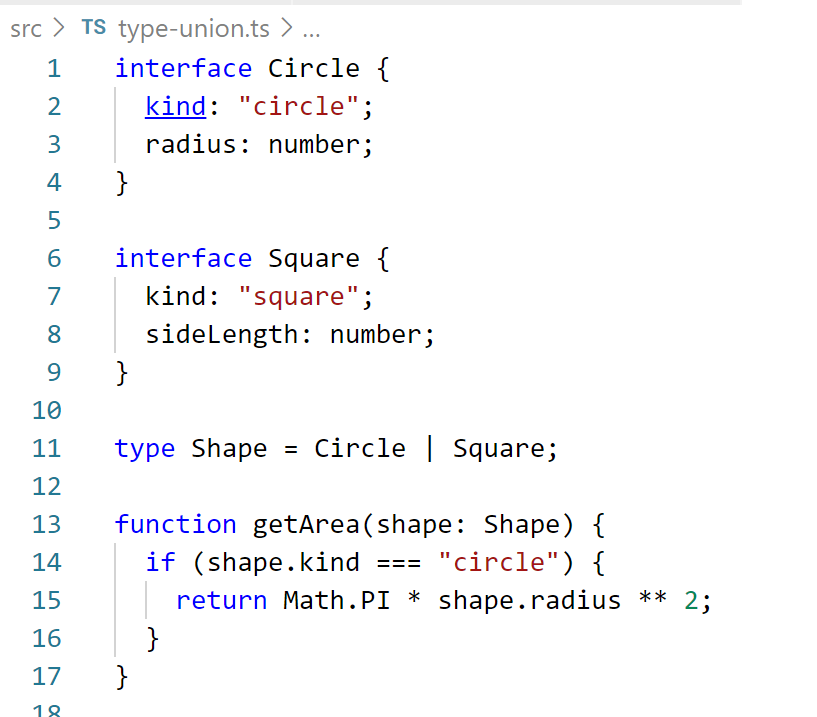 src > TS type-union.ts > ...
1 interface Circle {
2 kind: "circle";
3 radius: number;
4 }
5
6 interface Square {
7 kind: "square";
8 sideLength: number;
9 }
10
11 type Shape = Circle | Square;
12
13 function getArea(shape: Shape) {
14 if (shape.kind === "circle") {
15 return Math.PI * shape.radius ** 2;
16 }
17 }
18